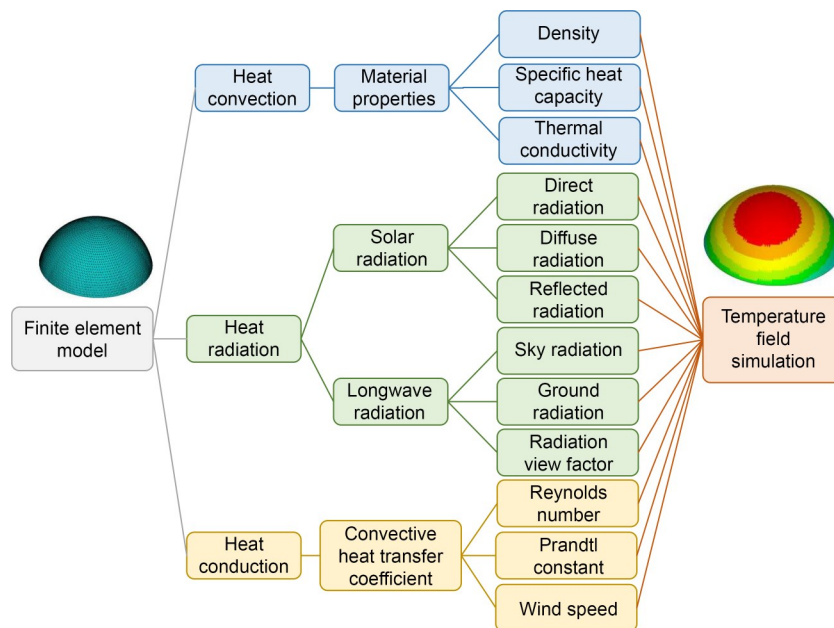 Finite element
model
Heat
convection
Material
properties
Density
Specific heat
capacity
Thermal
conductivity
Heat
radiation
Solar
radiation
Direct
radiation
Diffuse
radiation
Reflected
radiation
Longwave
radiation
Sky radiation
Ground
radiation
Radiation
view factor
Heat
conduction
Convective
heat transfer
coefficient
Reynolds
number
Prandtl
constant
Wind speed
Temperature
field
simulation